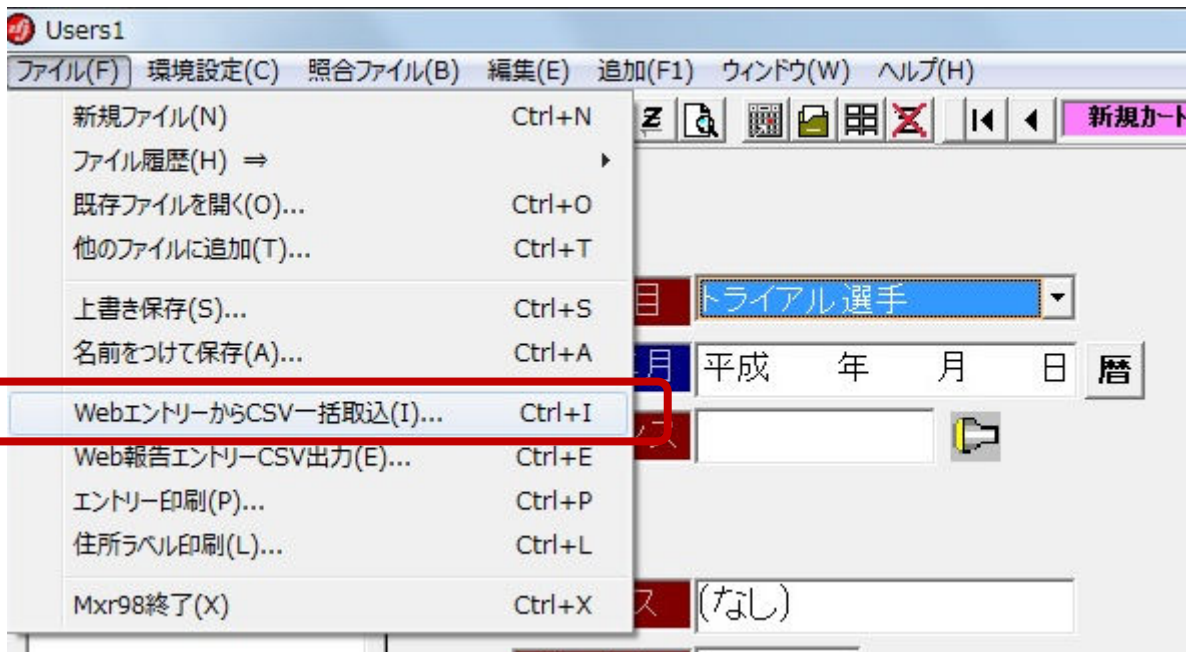 Users1
ファイル(F) 環境設定(C) 照合ファイル(B) 編集(E) 追加(F1) ウィンドウ(W) ヘルプ(H)
新規ファイル(N) Ctrl+N
ファイル履歴(H) ⇒
既存ファイルを開く(O)... Ctrl+O
他のファイルに追加(T)... Ctrl+T
上書き保存(S)... Ctrl+S
名前をつけて保存(A)... Ctrl+A
WebエントリーからCSV一括取込(I)... Ctrl+I
Web報告エントリーCSV出力(E)... Ctrl+E
エントリー印刷(P)... Ctrl+P
住所ラベル印刷(L)... Ctrl+L
Mxr98終了(X) Ctrl+X
新規カード
目 トライアル選手
月 平成 年 月 日 暦
ンス
ス (なし)